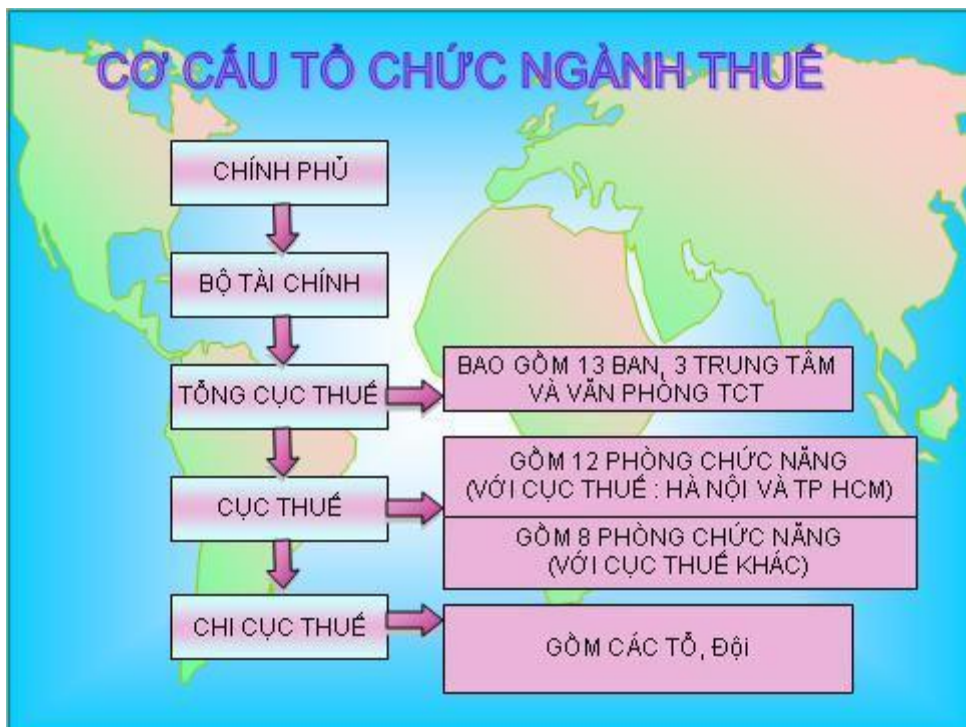 CƠ CẤU TỔ CHỨC NGÀNH THUẾ
CHÍNH PHỦ
BỘ TÀI CHÍNH
TỔNG CỤC THUẾ
BAO GỒM 13 BAN, 3 TRUNG TÂM
VÀ VĂN PHÒNG TCT
CỤC THUẾ
GỒM 12 PHÒNG CHỨC NĂNG
(VỚI CỤC THUẾ : HÀ NỘI VÀ TP HCM)
GỒM 8 PHÒNG CHỨC NĂNG
(VỚI CỤC THUẾ KHÁC)
CHI CỤC THUẾ
GỒM CÁC TỔ, Đội